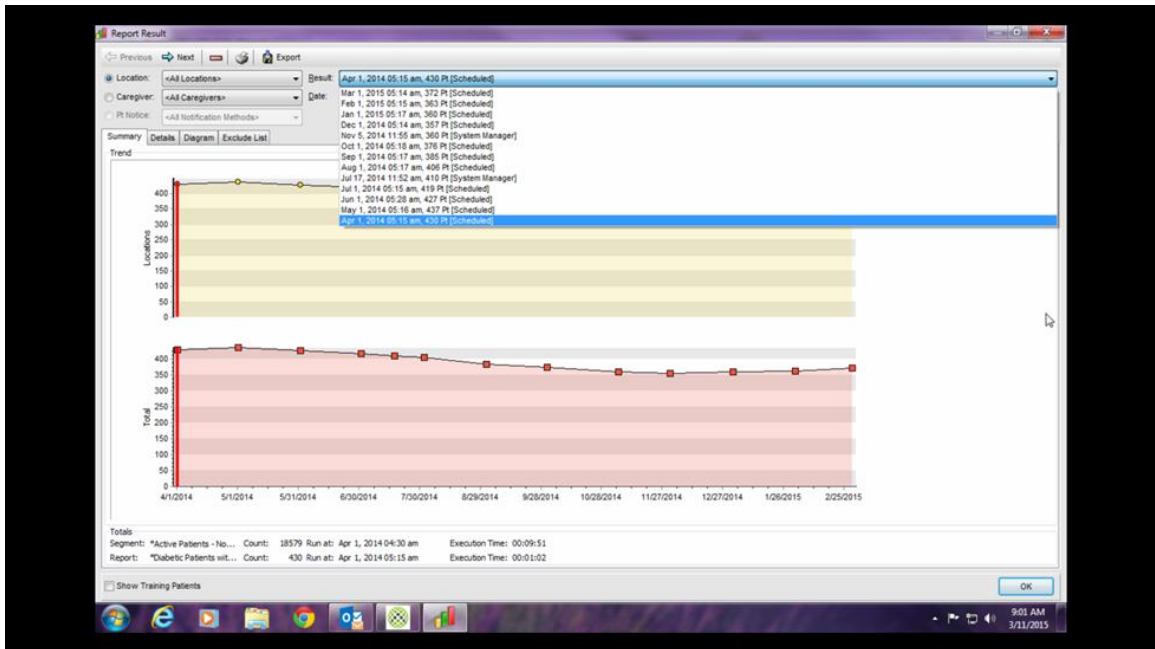 Report Result
Previous Next Export
Location: <All Locations> Result: Apr 1, 2014 05:15 am, 430 Pt [Scheduled]
Caregiver: <All Caregivers> Date:
Pt Notice: <All Notification Methods>
Mar 1, 2015 05:14 am, 372 Pt [Scheduled]
Feb 1, 2015 05:15 am, 363 Pt [Scheduled]
Jan 1, 2015 05:17 am, 360 Pt [Scheduled]
Dec 1, 2014 05:14 am, 357 Pt [Scheduled]
Nov 5, 2014 11:55 am, 360 Pt [System Manager]
Oct 1, 2014 05:18 am, 376 Pt [Scheduled]
Sep 1, 2014 05:17 am, 385 Pt [Scheduled]
Aug 1, 2014 05:17 am, 406 Pt [Scheduled]
Jul 17, 2014 11:52 am, 410 Pt [System Manager]
Jul 1, 2014 05:15 am, 419 Pt [Scheduled]
Jun 1, 2014 05:28 am, 427 Pt [Scheduled]
May 1, 2014 05:16 am, 437 Pt [Scheduled]
Apr 1, 2014 05:15 am, 430 Pt [Scheduled]
Summary Details Diagram Exclude List
Trend
Locations
400
350
300
250
200
150
100
50
0
Total
400
350
300
250
200
150
100
50
0
4/1/2014 5/1/2014 5/31/2014 6/30/2014 7/30/2014 8/29/2014 9/28/2014 10/28/2014 11/27/2014 12/27/2014 1/26/2015 2/25/2015
Totals
Segment: *Active Patients - No... Count: 18579 Run at: Apr 1, 2014 04:30 am Execution Time: 00:09:51
Report: *Diabetic Patients wit... Count: 430 Run at: Apr 1, 2014 05:15 am Execution Time: 00:01:02
Show Training Patients OK
9:01 AM
3/11/2015